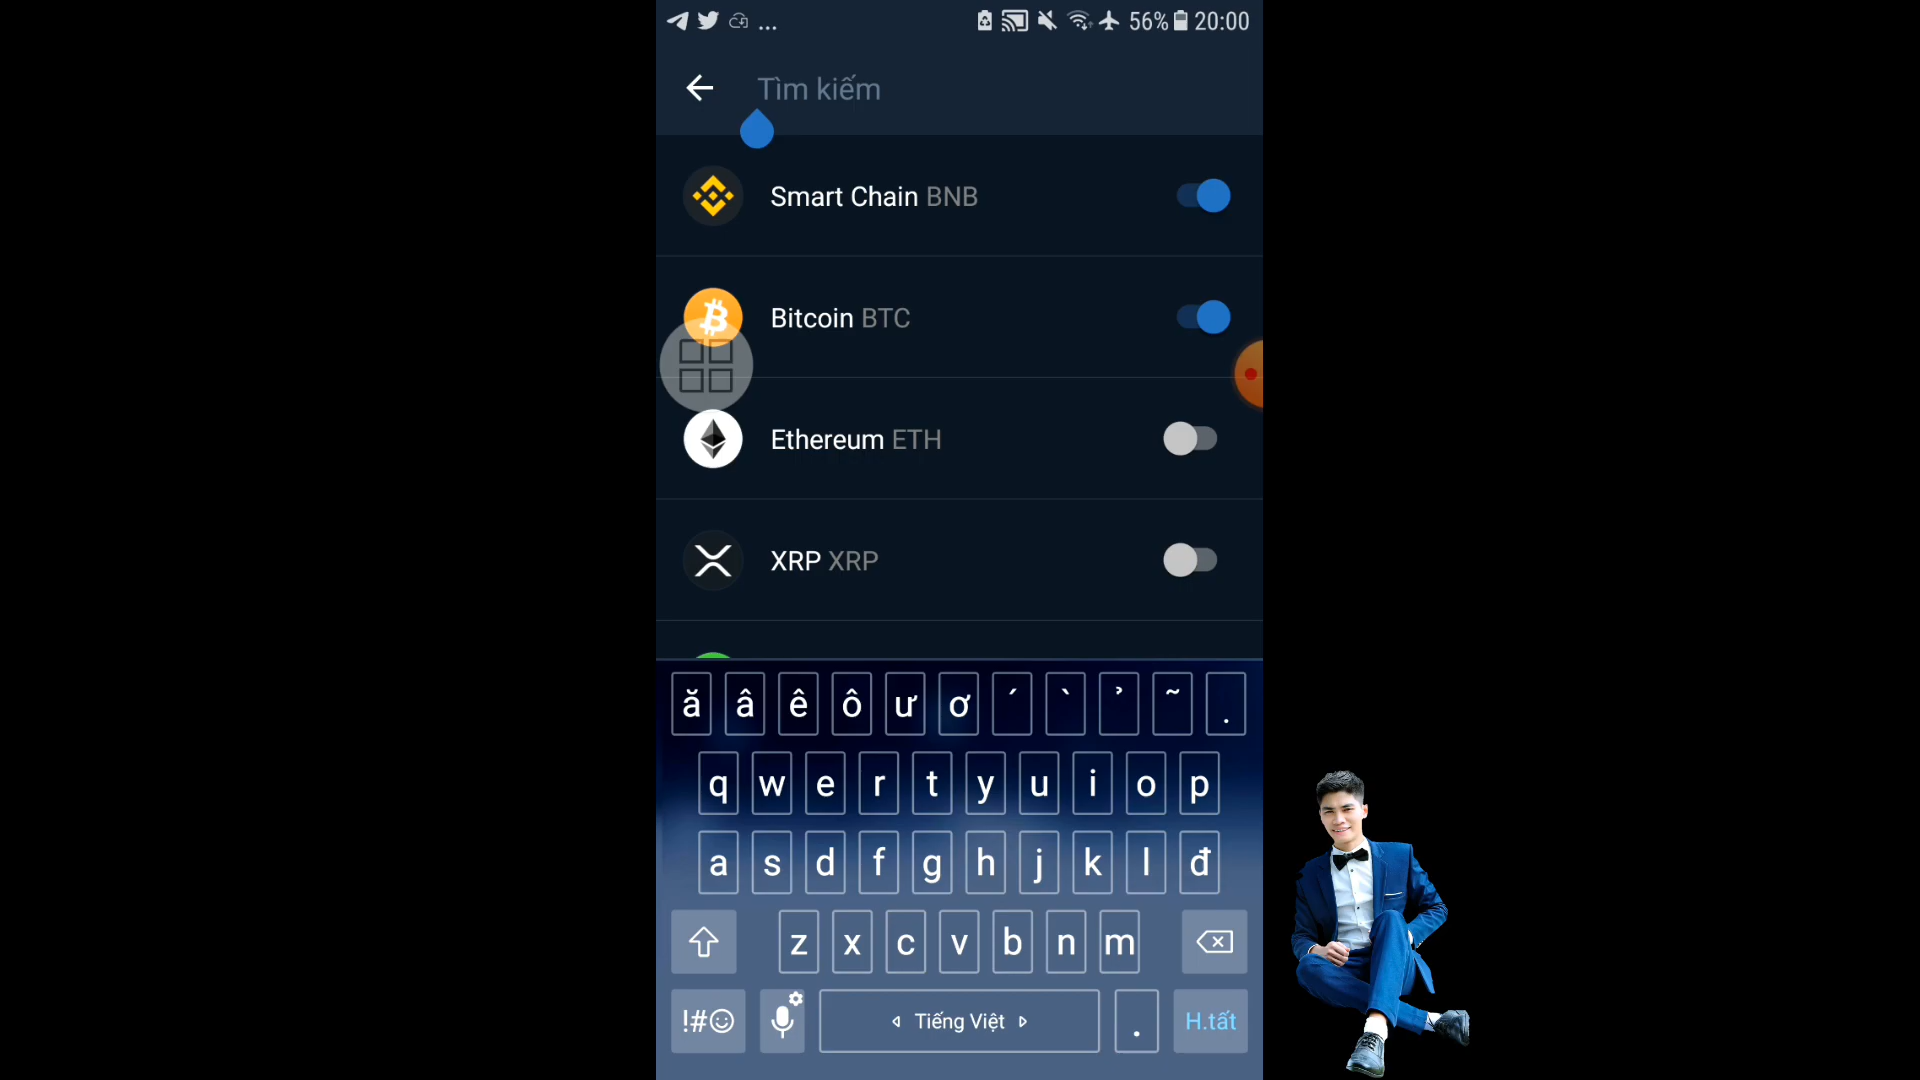 ... 56% 20:00
Tìm kiếm
Smart Chain BNB
Bitcoin BTC
Ethereum ETH
XRP XRP
ă â ê ô ư ơ ´ ` ̉ ~ .
q w e r t y u i o p
a s d f g h j k l đ
z x c v b n m
!#☺ Tiếng Việt . H.tất